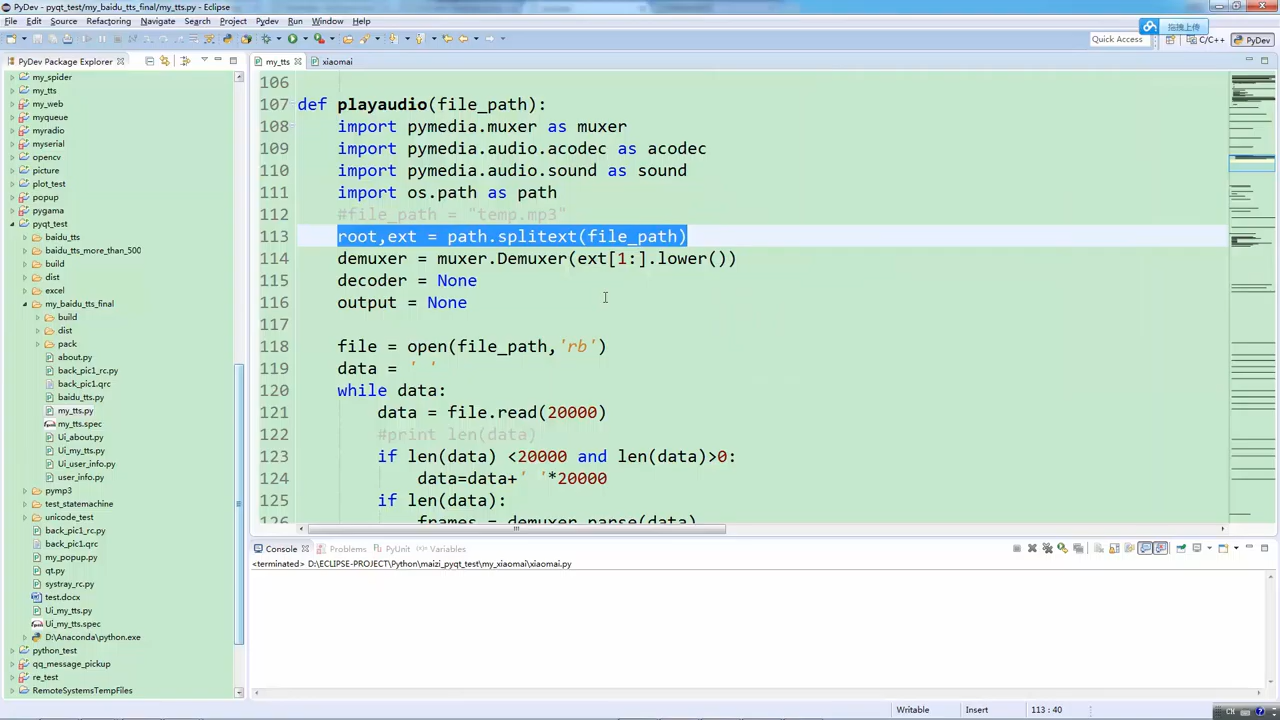 PyDev - pyqt_test/my_baidu_tts_final/my_tts.py - Eclipse
File Edit Source Refactoring Navigate Search Project Pydev Run Window Help
拖拽上传
Quick Access
C/C++
PyDev
PyDev Package Explorer
my_spider
my_tts
my_web
myqueue
myradio
myserial
opencv
picture
plot_test
popup
pygama
pyqt_test
baidu_tts
baidu_tts_more_than_500
build
dist
excel
my_baidu_tts_final
build
dist
pack
about.py
back_pic1_rc.py
back_pic1.qrc
baidu_tts.py
my_tts.py
my_tts.spec
Ui_about.py
Ui_my_tts.py
Ui_user_info.py
user_info.py
pymp3
test_statemachine
unicode_test
back_pic1_rc.py
back_pic1.qrc
my_popup.py
qt.py
systray_rc.py
test.docx
Ui_my_tts.py
Ui_my_tts.spec
D:\Anaconda\python.exe
python_test
qq_message_pickup
re_test
RemoteSystemsTempFiles
my_tts xiaomai
106
107 def playaudio(file_path):
108 import pymedia.muxer as muxer
109 import pymedia.audio.acodec as acodec
110 import pymedia.audio.sound as sound
111 import os.path as path
112 #file_path = "temp.mp3"
113 root,ext = path.splitext(file_path)
114 demuxer = muxer.Demuxer(ext[1:].lower())
115 decoder = None
116 output = None
117
118 file = open(file_path,'rb')
119 data = ' '
120 while data:
121 data = file.read(20000)
122 #print len(data)
123 if len(data) <20000 and len(data)>0:
124 data=data+' '*20000
125 if len(data):
126 frames = demuxer.parse(data)
Console Problems PyUnit Variables
<terminated> D:\ECLIPSE-PROJECT\Python\maizi_pyqt_test\my_xiaomai\xiaomai.py
Writable Insert 113 : 40
CH